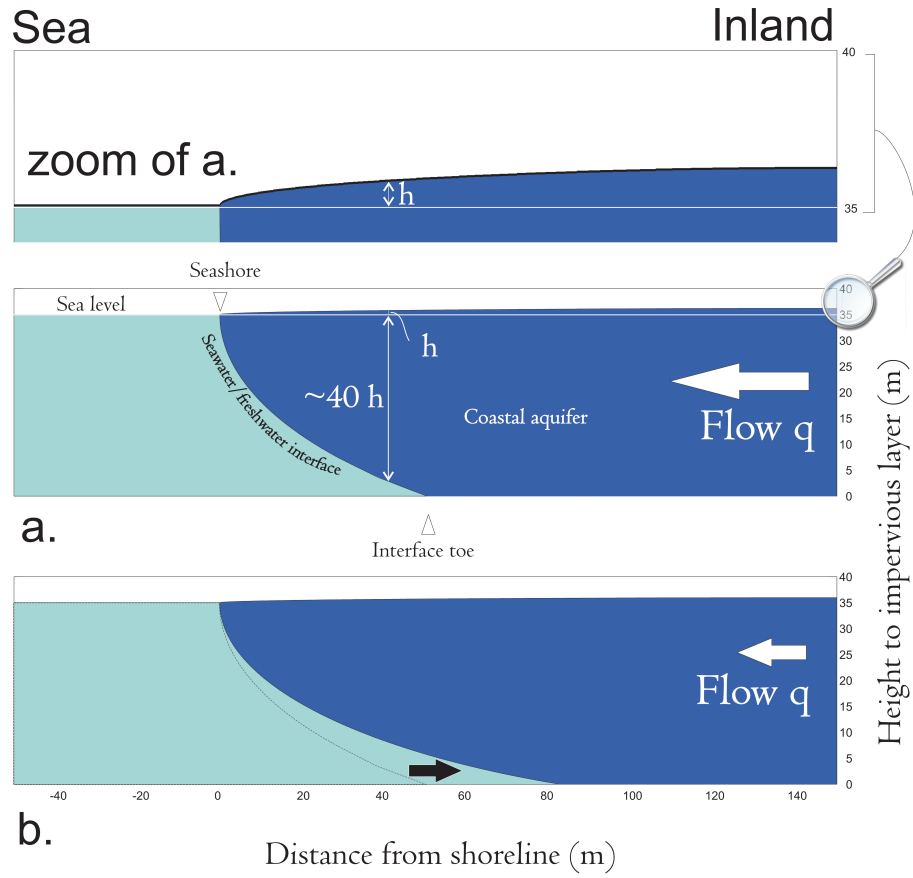 Sea
Inland
40
zoom of a.
h
35
Seashore
Sea level
40
35
30
25
20
15
10
5
0
h
~40 h
Seawater/freshwater interface
Coastal aquifer
Flow q
a.
Interface toe
Height to impervious layer (m)
40
35
30
25
20
15
10
5
0
Flow q
-40
-20
0
20
40
60
80
100
120
140
b.
Distance from shoreline (m)